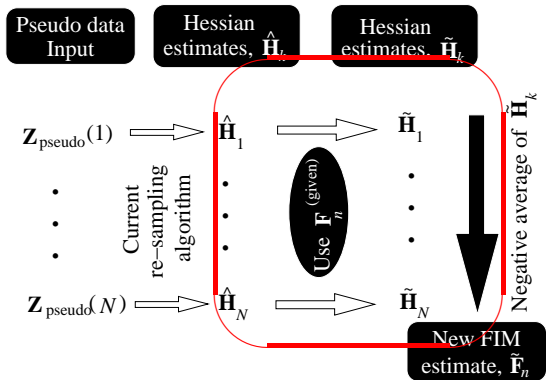 Pseudo data
Input
Hessian
estimates, Ĥ_k
Hessian
estimates, H̃_k
Z_pseudo(1)
Ĥ_1
H̃_1
Current
re−sampling
algorithm
Use F_n^(given)
Negative average of H̃_k
Z_pseudo(N)
Ĥ_N
H̃_N
New FIM
estimate, F̃_n